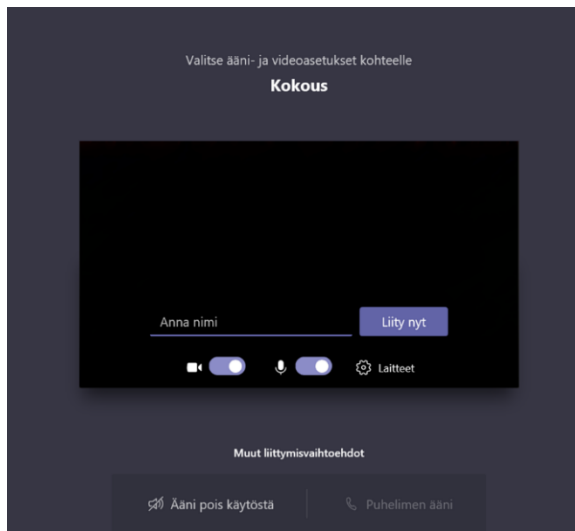 Valitse ääni- ja videoasetukset kohteelle
Kokous
Anna nimi
Liity nyt
Laitteet
Muut liittymisvaihtoehdot
Ääni pois käytöstä
Puhelimen ääni